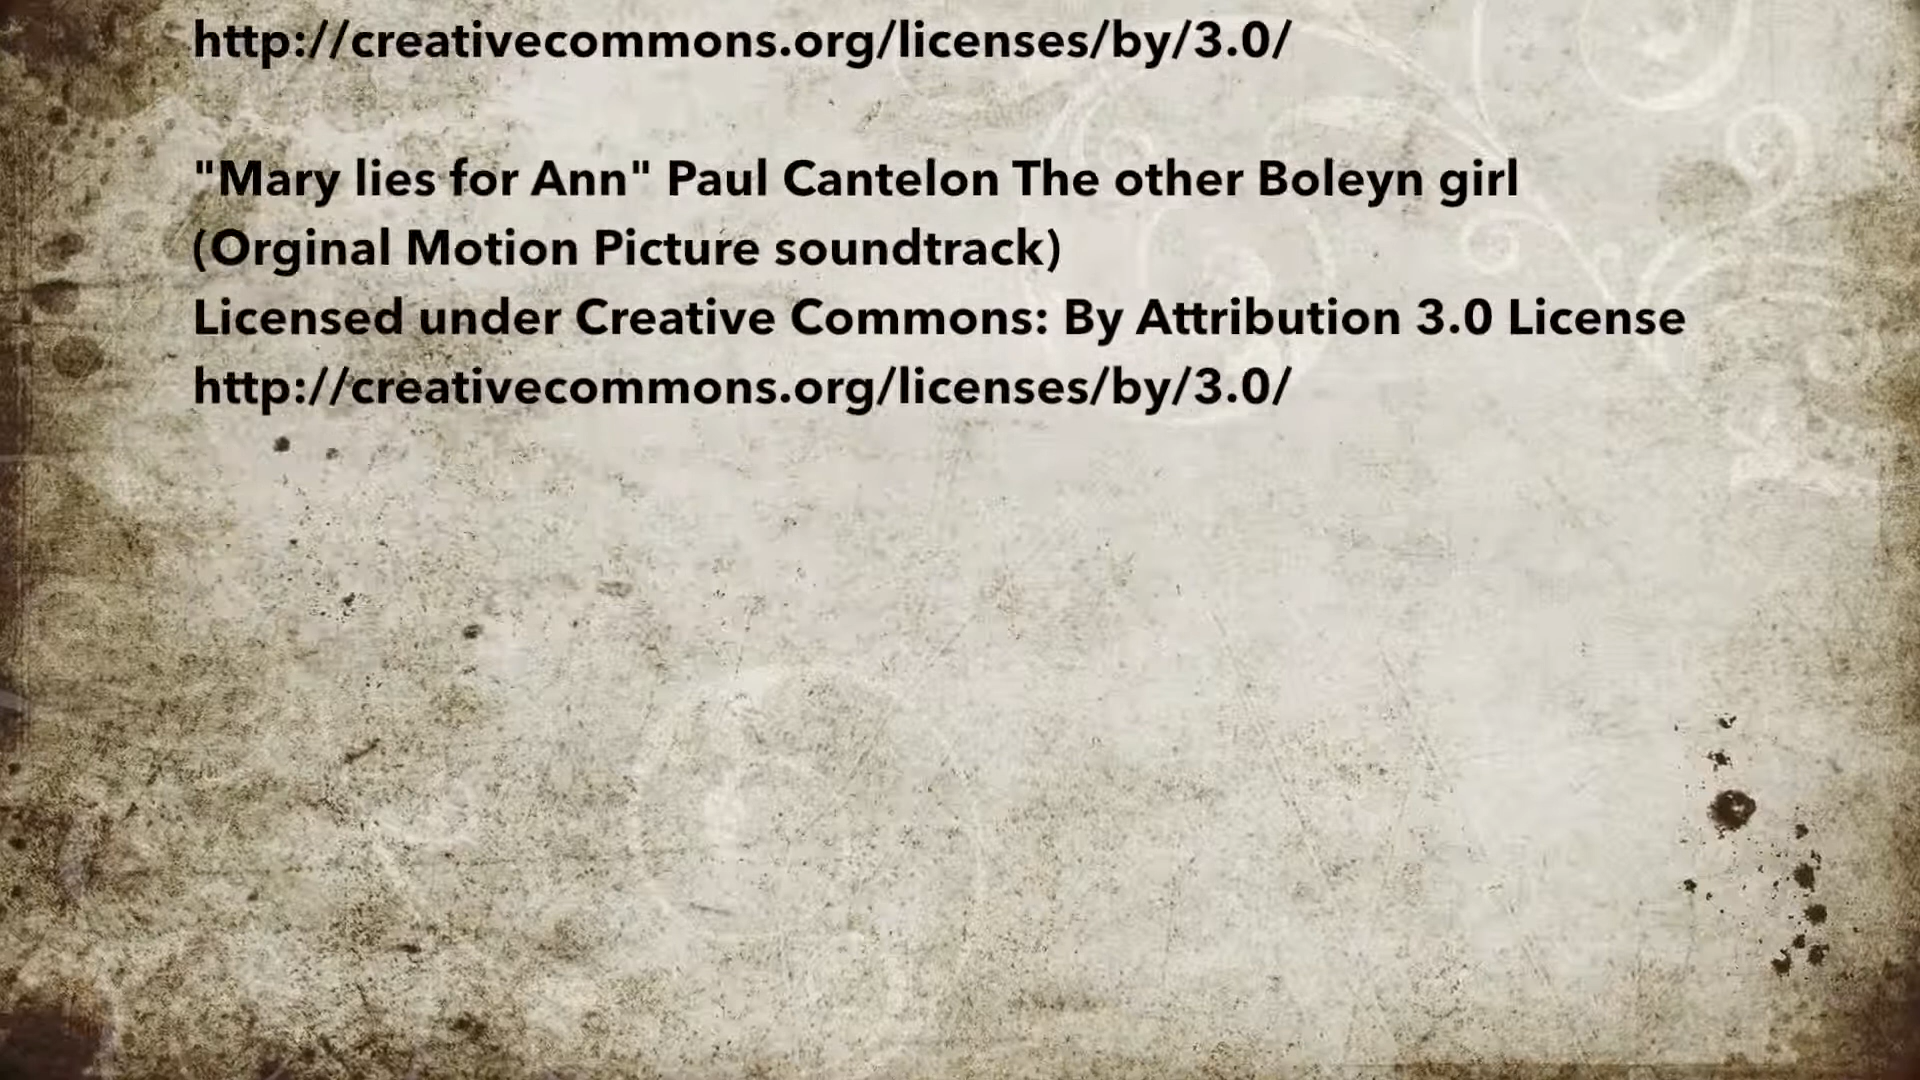 http://creativecommons.org/licenses/by/3.0/
"Mary lies for Ann" Paul Cantelon The other Boleyn girl
(Orginal Motion Picture soundtrack)
Licensed under Creative Commons: By Attribution 3.0 License
http://creativecommons.org/licenses/by/3.0/